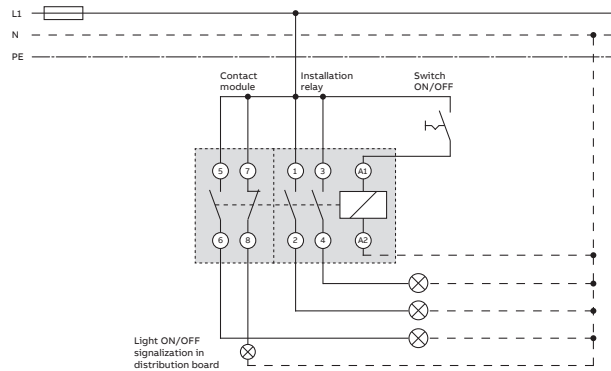 L1
N
PE
Contact
module
Installation
relay
Switch
ON/OFF
5 7 1 3 A1
6 8 2 4 A2
Light ON/OFF
signalization in
distribution board